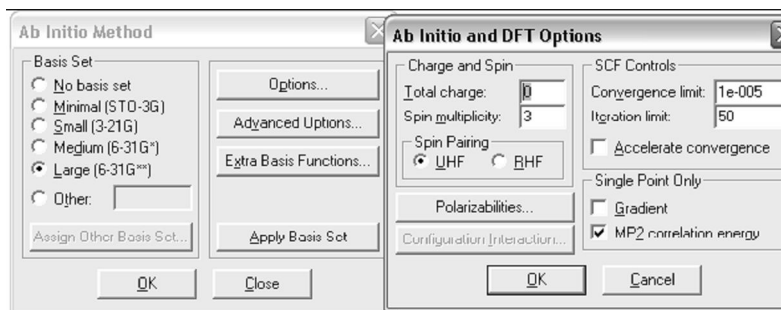 Ab Initio Method
Basis Set
No basis set
Minimal (STO-3G)
Small (3-21G)
Medium (6-31G*)
Large (6-31G**)
Other:
Assign Other Basis Set...
Options...
Advanced Options...
Extra Basis Functions...
Apply Basis Set
OK
Close
Ab Initio and DFT Options
Charge and Spin
Total charge: 0
Spin multiplicity: 3
Spin Pairing
UHF RHF
Polarizabilities...
Configuration Interaction...
SCF Controls
Convergence limit: 1e-005
Iteration limit: 50
Accelerate convergence
Single Point Only
Gradient
MP2 correlation energy
OK
Cancel